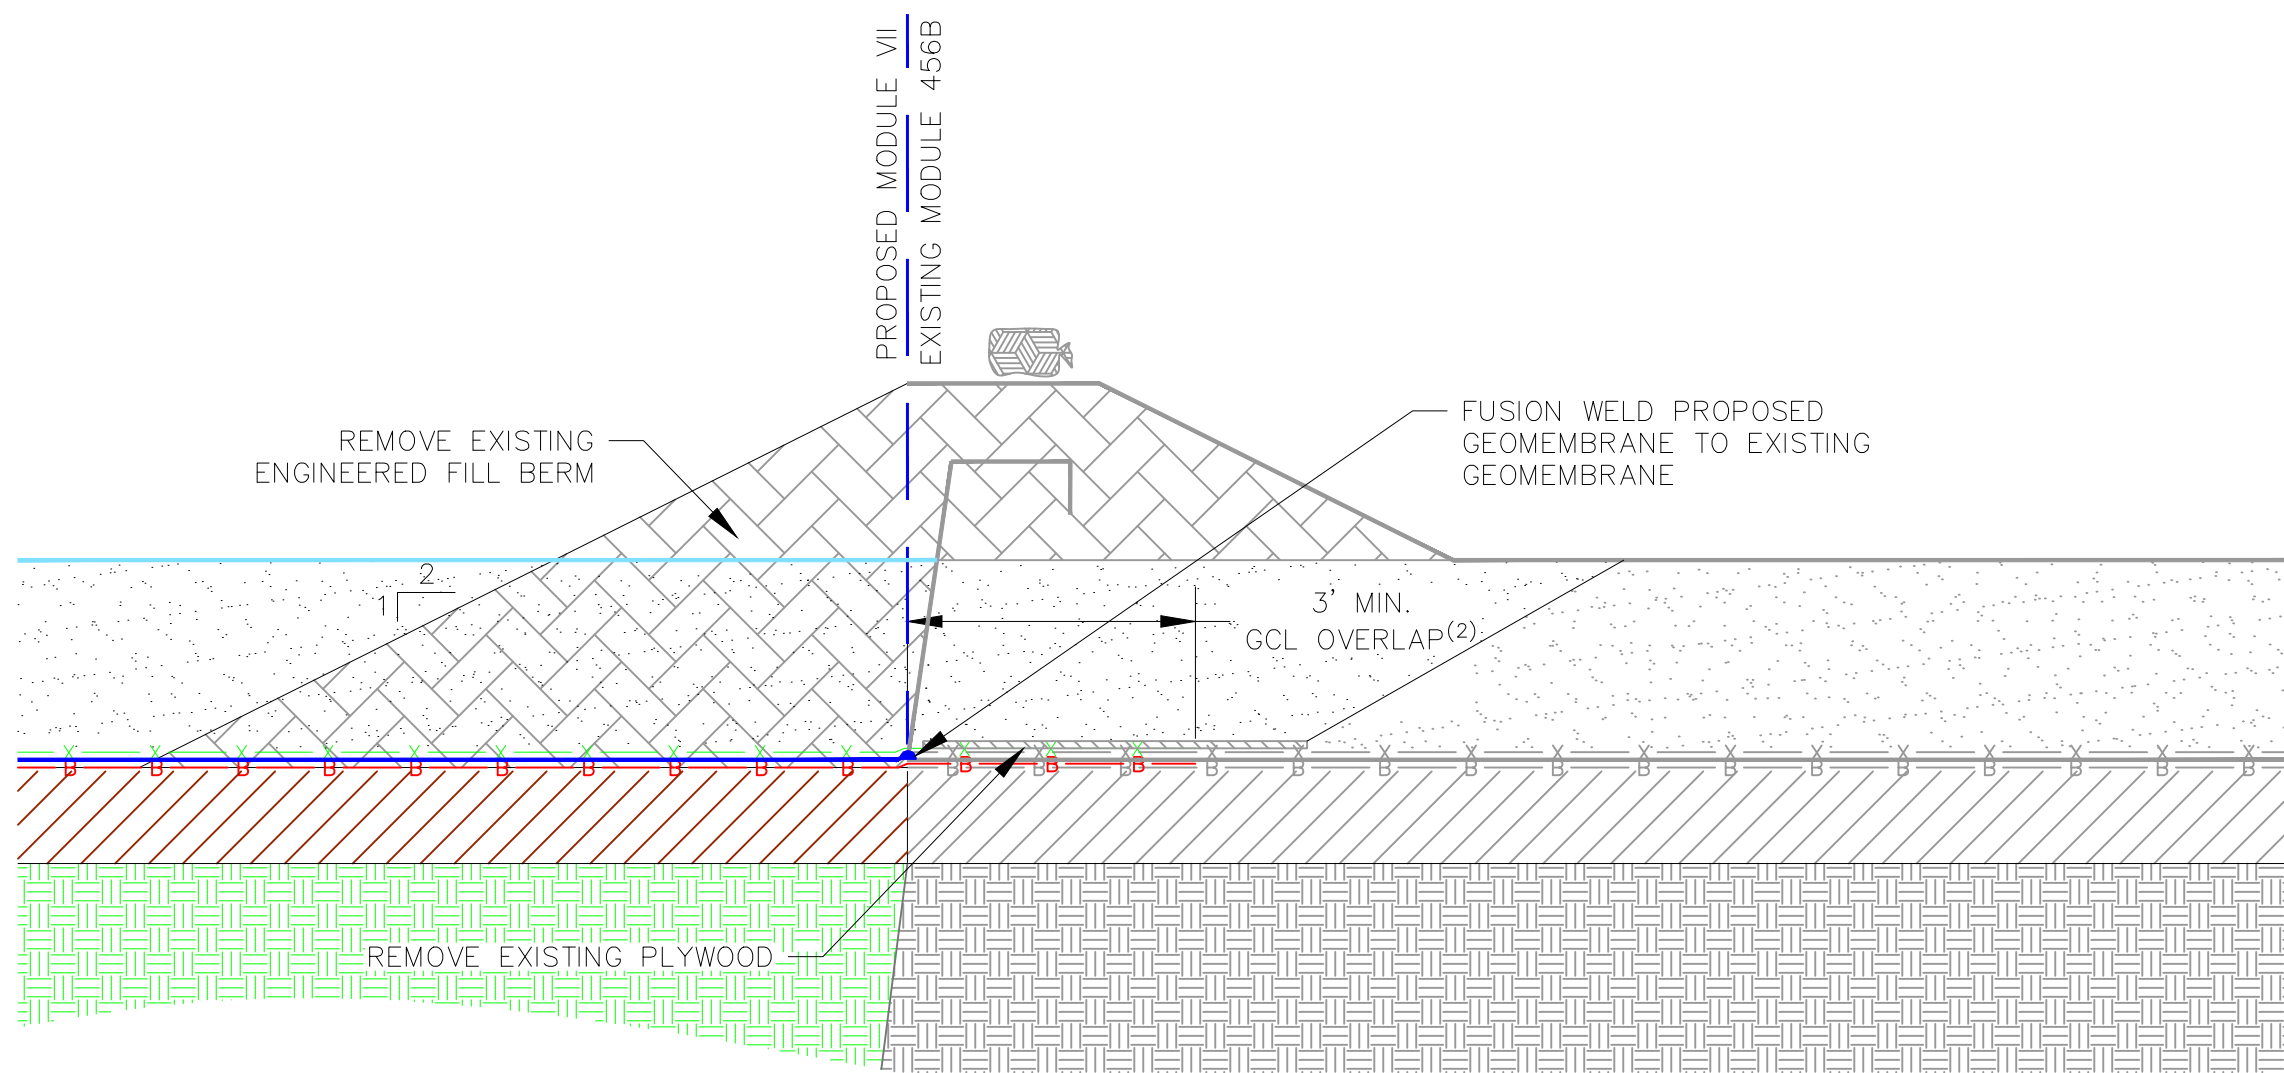 PROPOSED MODULE VII
EXISTING MODULE 456B
REMOVE EXISTING
ENGINEERED FILL BERM
FUSION WELD PROPOSED
GEOMEMBRANE TO EXISTING
GEOMEMBRANE
2
1
3' MIN.
GCL OVERLAP(2)
X X X X X X X X X X X X X X X X X X X X X X X X X X
B B B B B B B B B B B B B B B B B B B B B B B B B B B B B
REMOVE EXISTING PLYWOOD